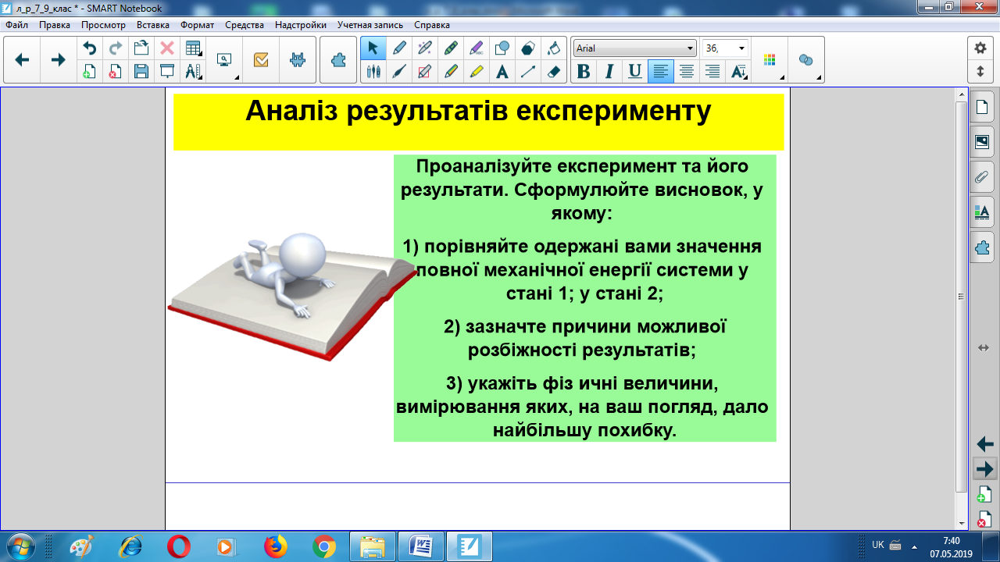 л_р_7_9_клас * - SMART Notebook
Файл Правка Просмотр Вставка Формат Средства Надстройки Учетная запись Справка
Arial 36,
B I U A
Аналіз результатів експерименту
Проаналізуйте експеримент та його
результати. Сформулюйте висновок, у
якому:
1) порівняйте одержані вами значення
повної механічної енергії системи у
стані 1; у стані 2;
2) зазначте причини можливої
розбіжності результатів;
3) укажіть фіз ичні величини,
вимірювання яких, на ваш погляд, дало
найбільшу похибку.
UK
7:40
07.05.2019